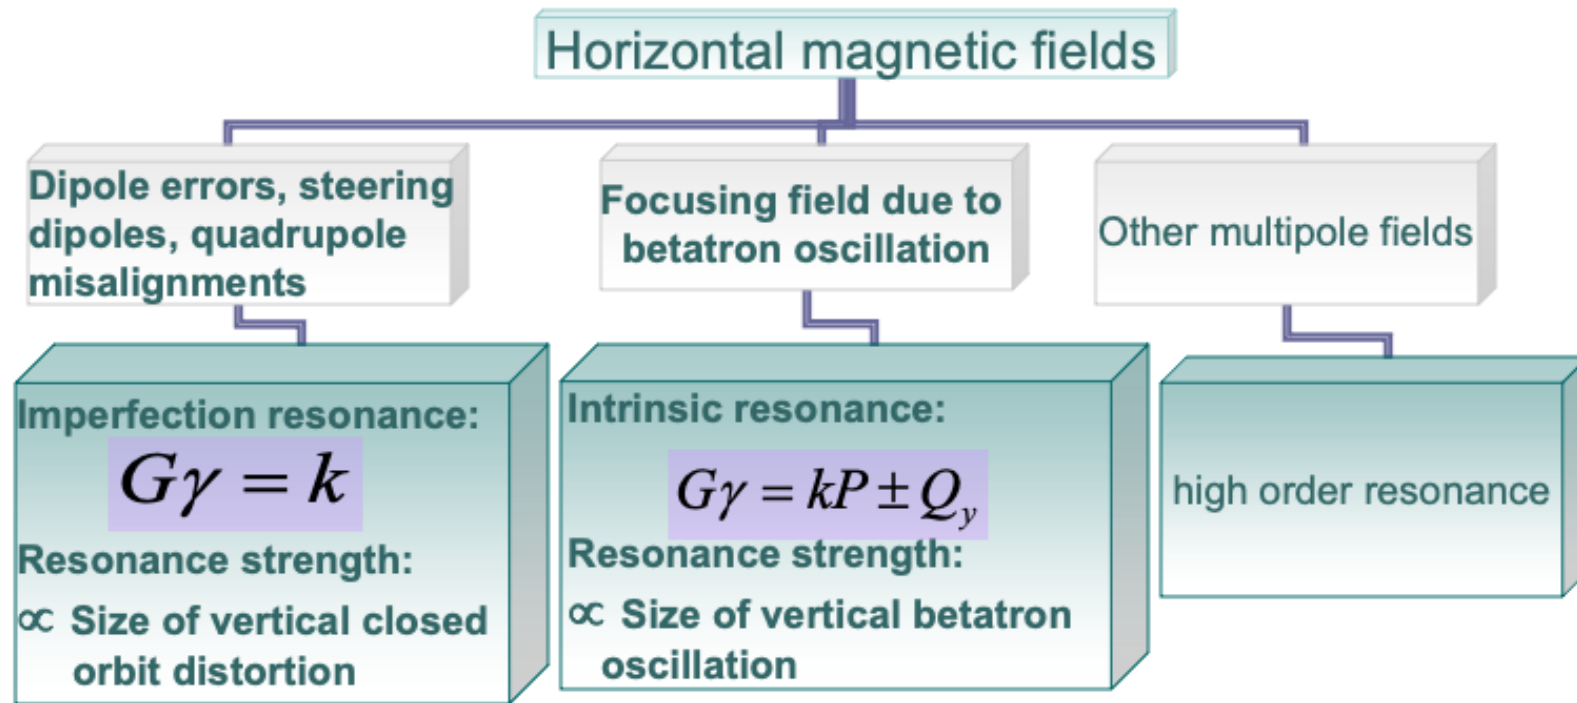 Horizontal magnetic fields
Dipole errors, steering
dipoles, quadrupole
misalignments
Focusing field due to
betatron oscillation
Other multipole fields
Imperfection resonance:
Gγ = k
Resonance strength:
∝ Size of vertical closed
orbit distortion
Intrinsic resonance:
Gγ = kP ± Q_y
Resonance strength:
∝ Size of vertical betatron
oscillation
high order resonance